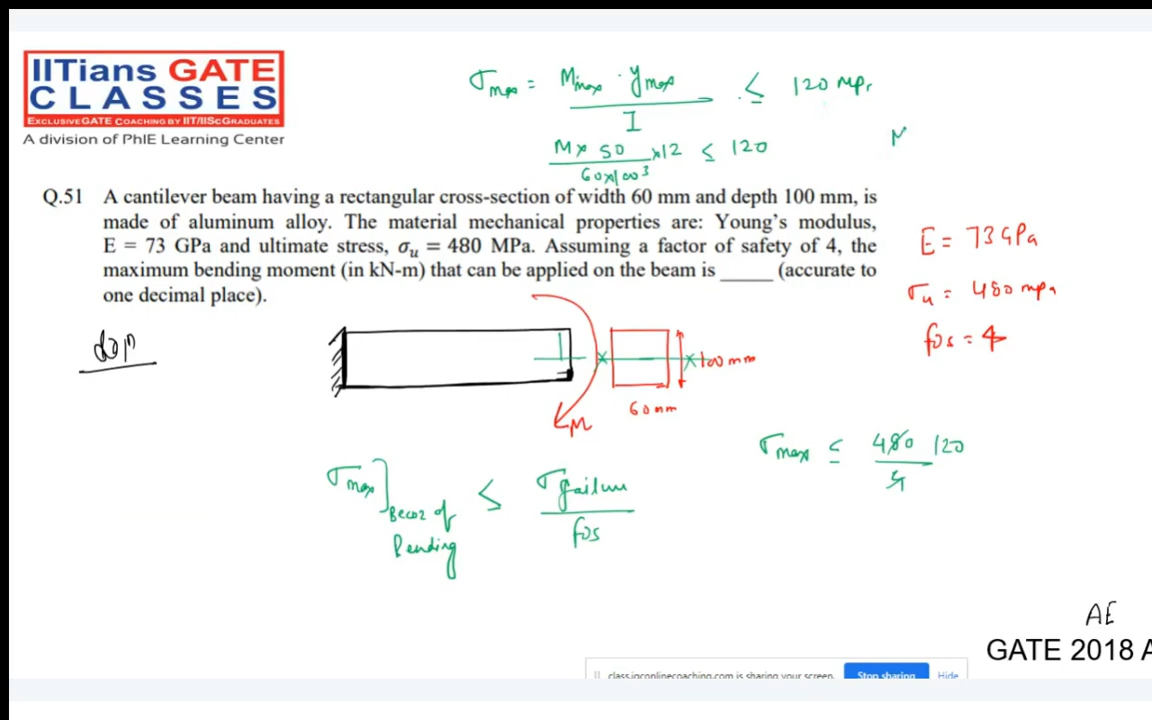 IITians GATE
CLASSES
EXCLUSIVE GATE COACHING BY IIT/IISc GRADUATES
A division of PhIE Learning Center
σmax = Mmax · ymax / I ≤ 120 MPa
M × 50 / 60×100³ ×12 ≤ 120
Q.51 A cantilever beam having a rectangular cross-section of width 60 mm and depth 100 mm, is
made of aluminum alloy. The material mechanical properties are: Young's modulus,
E = 73 GPa and ultimate stress, σu = 480 MPa. Assuming a factor of safety of 4, the
maximum bending moment (in kN-m) that can be applied on the beam is _____ (accurate to
one decimal place).
E = 73 GPa
σu = 480 mpa
fos = 4
x x 100 mm
60 mm
M
σmax ≤ 480 120 / 4
σmax] Becoz of Bending ≤ σfailure / fos
AE
GATE 2018 A
class.igconlinecoaching.com is sharing your screen. Stop sharing Hide